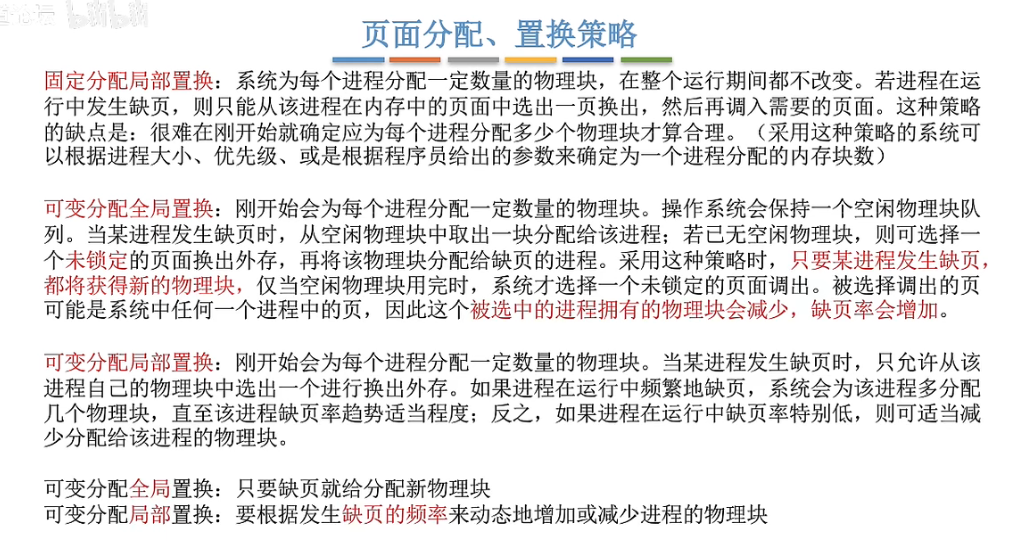 bilibili
页面分配、置换策略
固定分配局部置换：系统为每个进程分配一定数量的物理块，在整个运行期间都不改变。若进程在运
行中发生缺页，则只能从该进程在内存中的页面中选出一页换出，然后再调入需要的页面。这种策略
的缺点是：很难在刚开始就确定应为每个进程分配多少个物理块才算合理。（采用这种策略的系统可
以根据进程大小、优先级、或是根据程序员给出的参数来确定为一个进程分配的内存块数）
可变分配全局置换：刚开始会为每个进程分配一定数量的物理块。操作系统会保持一个空闲物理块队
列。当某进程发生缺页时，从空闲物理块中取出一块分配给该进程；若已无空闲物理块，则可选择一
个未锁定的页面换出外存，再将该物理块分配给缺页的进程。采用这种策略时，只要某进程发生缺页，
都将获得新的物理块，仅当空闲物理块用完时，系统才选择一个未锁定的页面调出。被选择调出的页
可能是系统中任何一个进程中的页，因此这个被选中的进程拥有的物理块会减少，缺页率会增加。
可变分配局部置换：刚开始会为每个进程分配一定数量的物理块。当某进程发生缺页时，只允许从该
进程自己的物理块中选出一个进行换出外存。如果进程在运行中频繁地缺页，系统会为该进程多分配
几个物理块，直至该进程缺页率趋势适当程度；反之，如果进程在运行中缺页率特别低，则可适当减
少分配给该进程的物理块。
可变分配全局置换：只要缺页就给分配新物理块
可变分配局部置换：要根据发生缺页的频率来动态地增加或减少进程的物理块